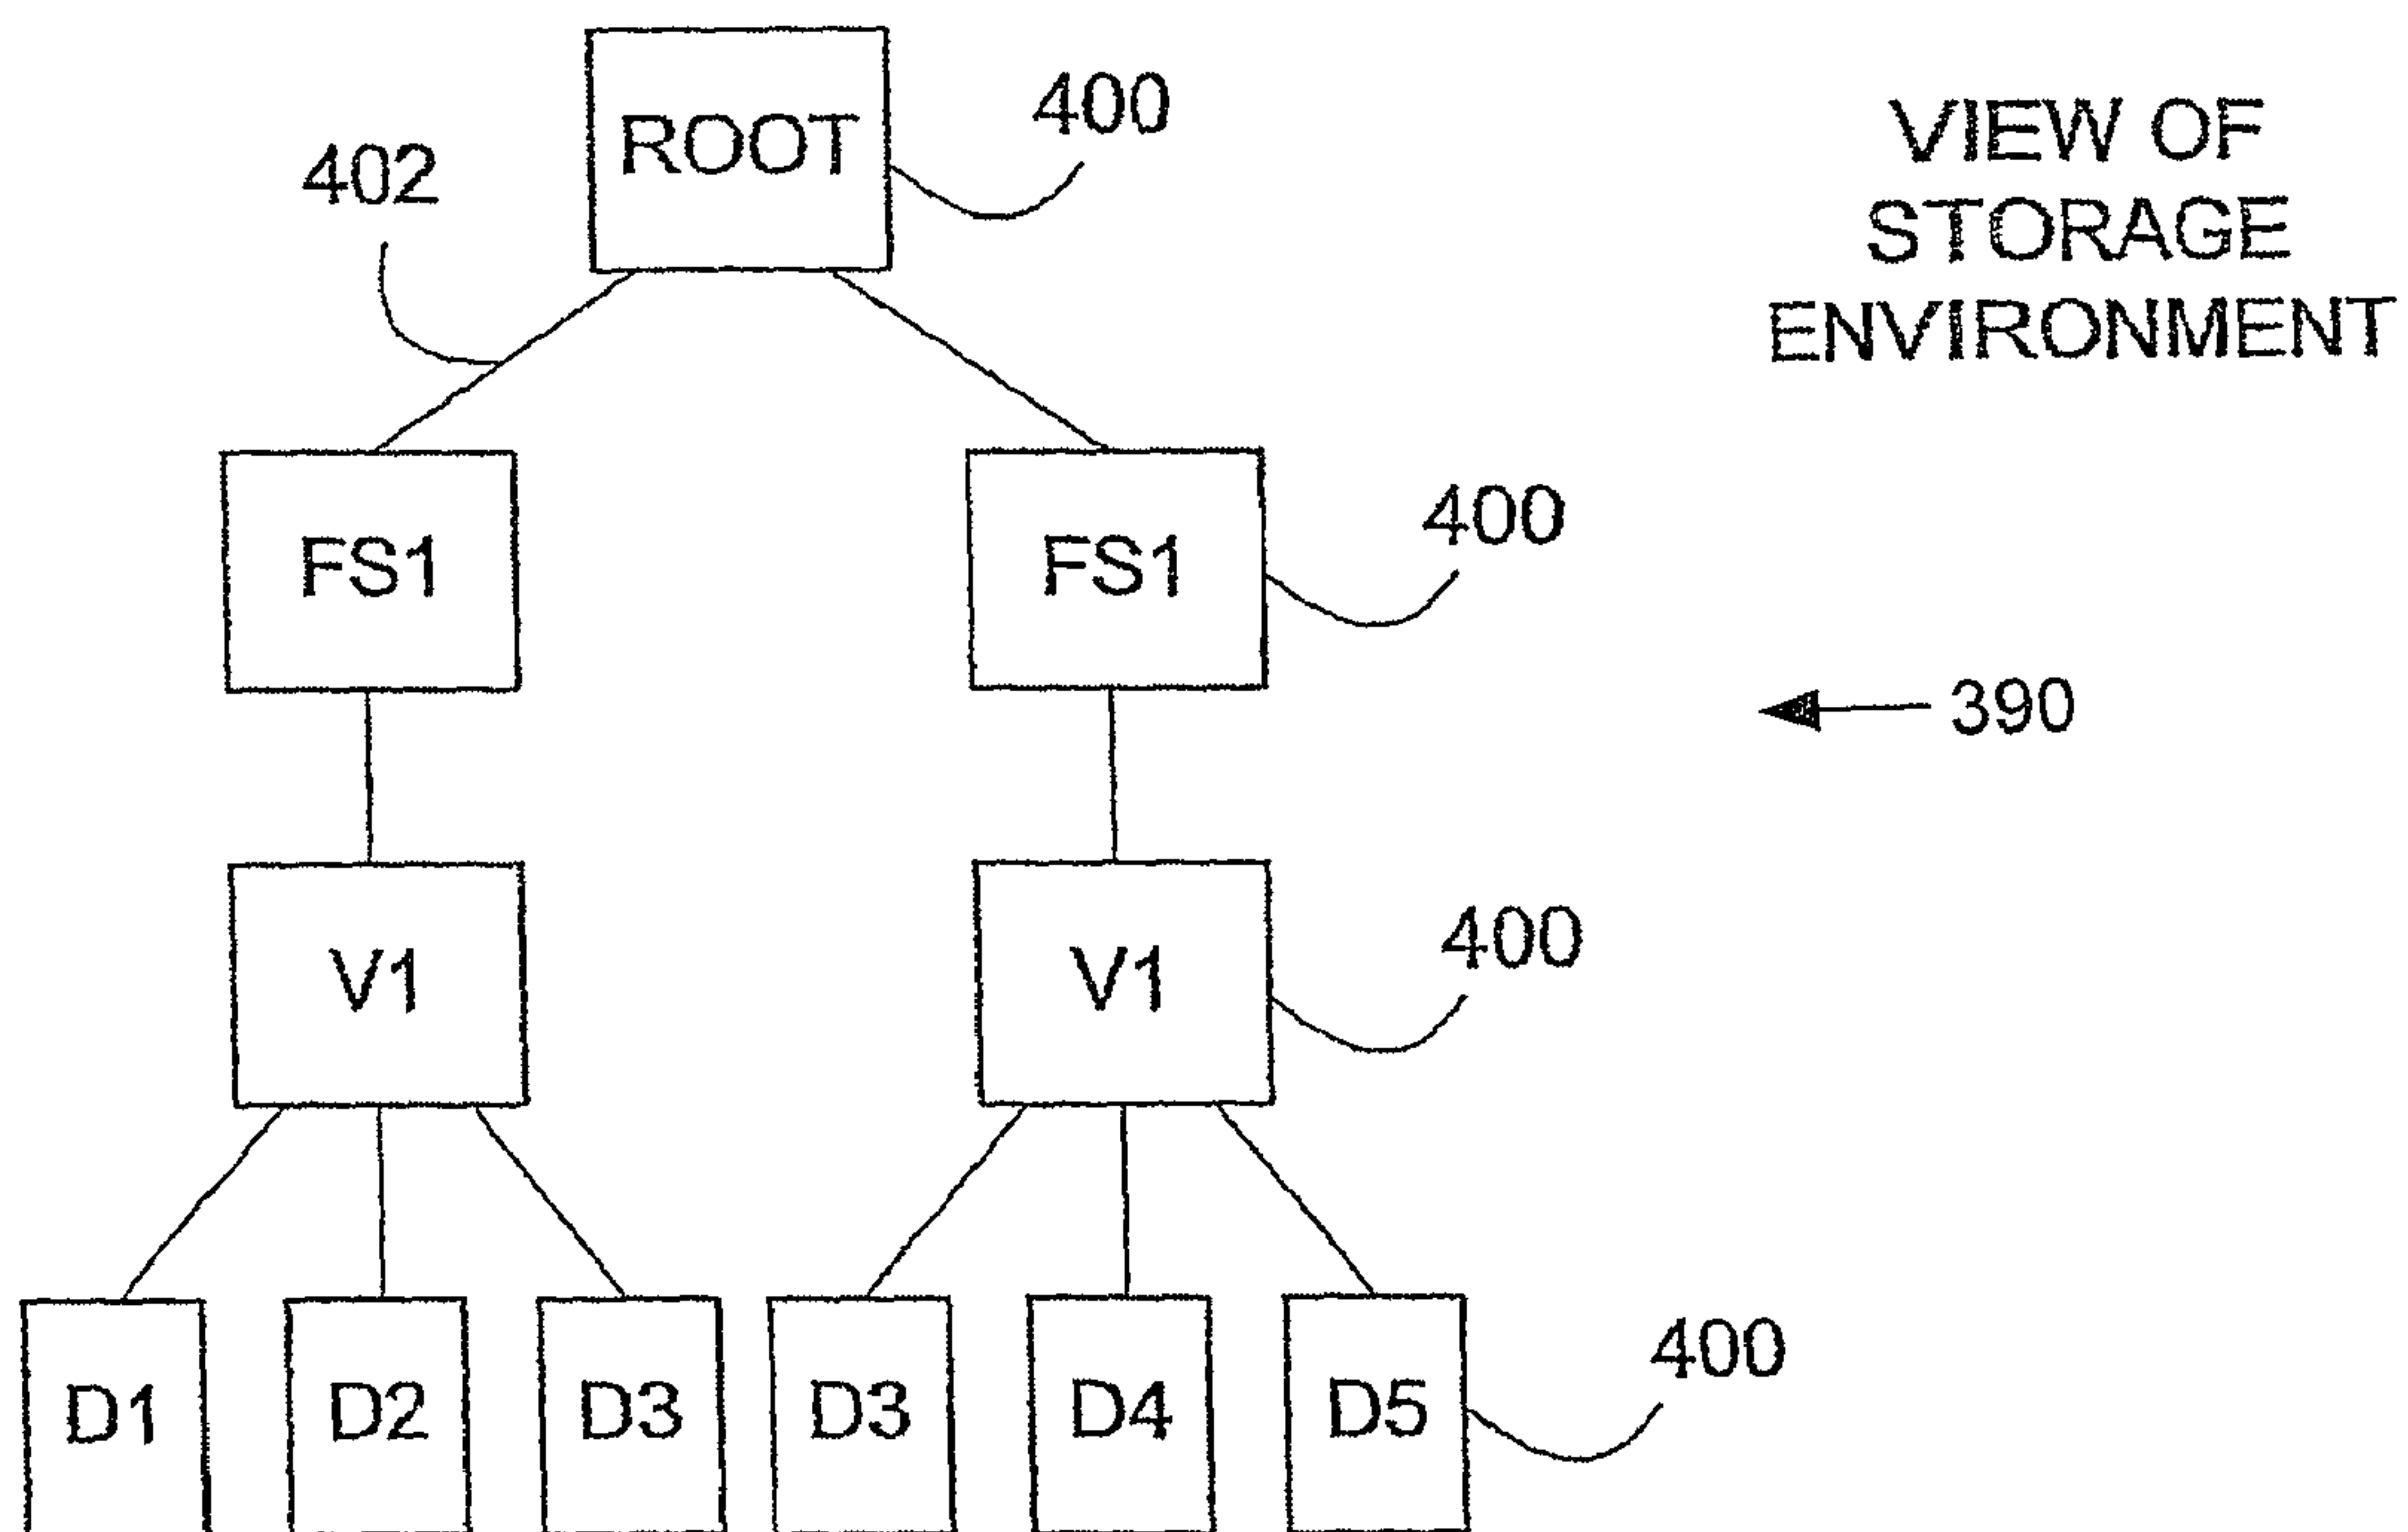 ROOT
400
402
VIEW OF
STORAGE
ENVIRONMENT
FS1
FS1
400
390
V1
V1
400
D1
D2
D3
D3
D4
D5
400